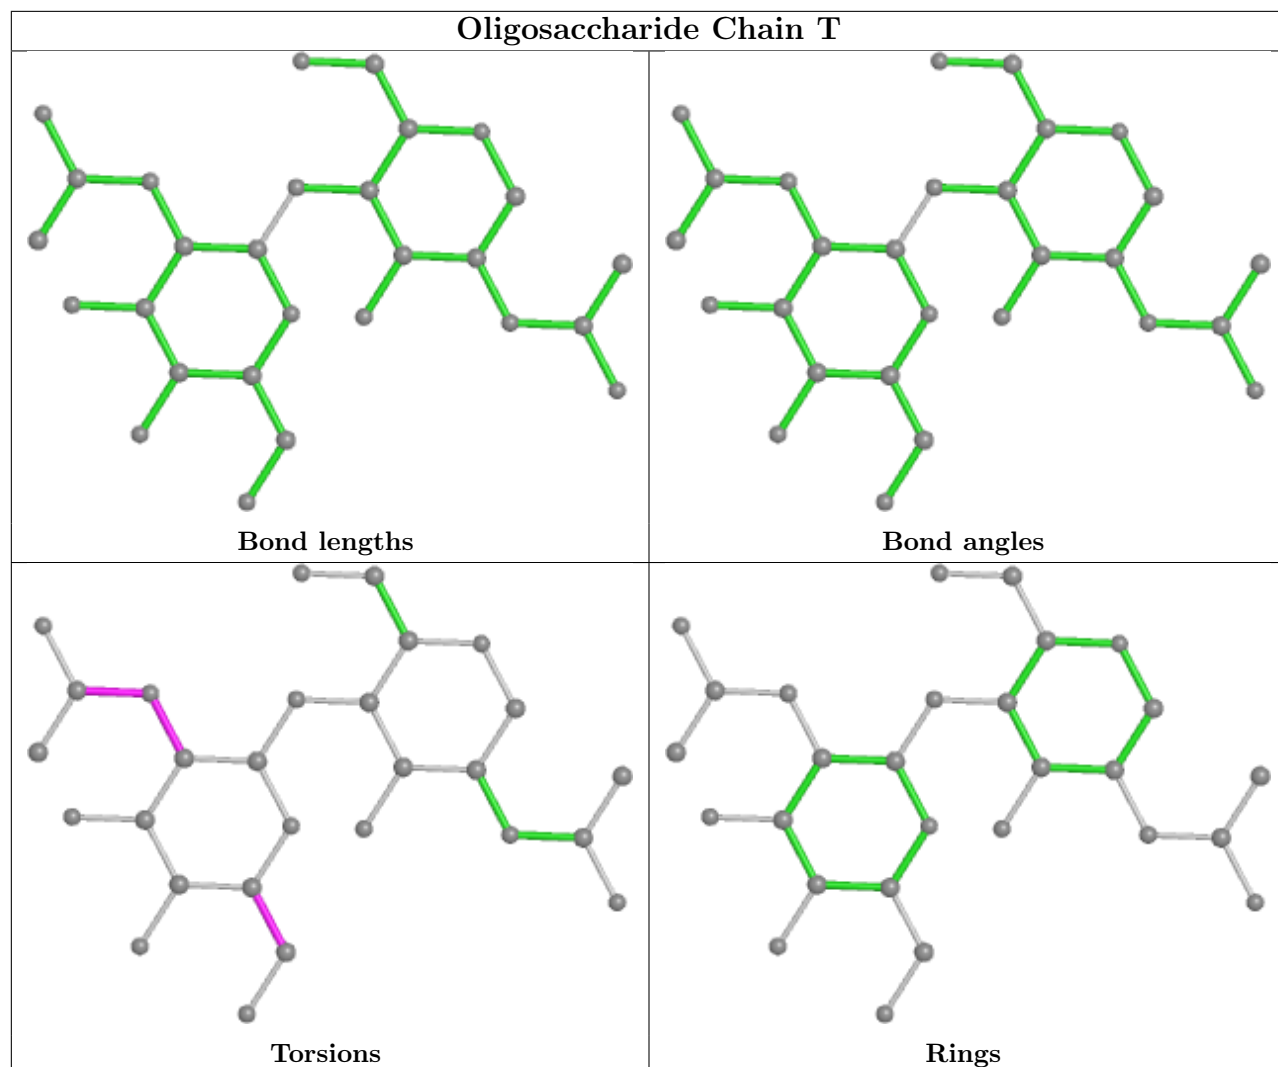 Oligosaccharide Chain T
Bond lengths
Bond angles
Torsions
Rings